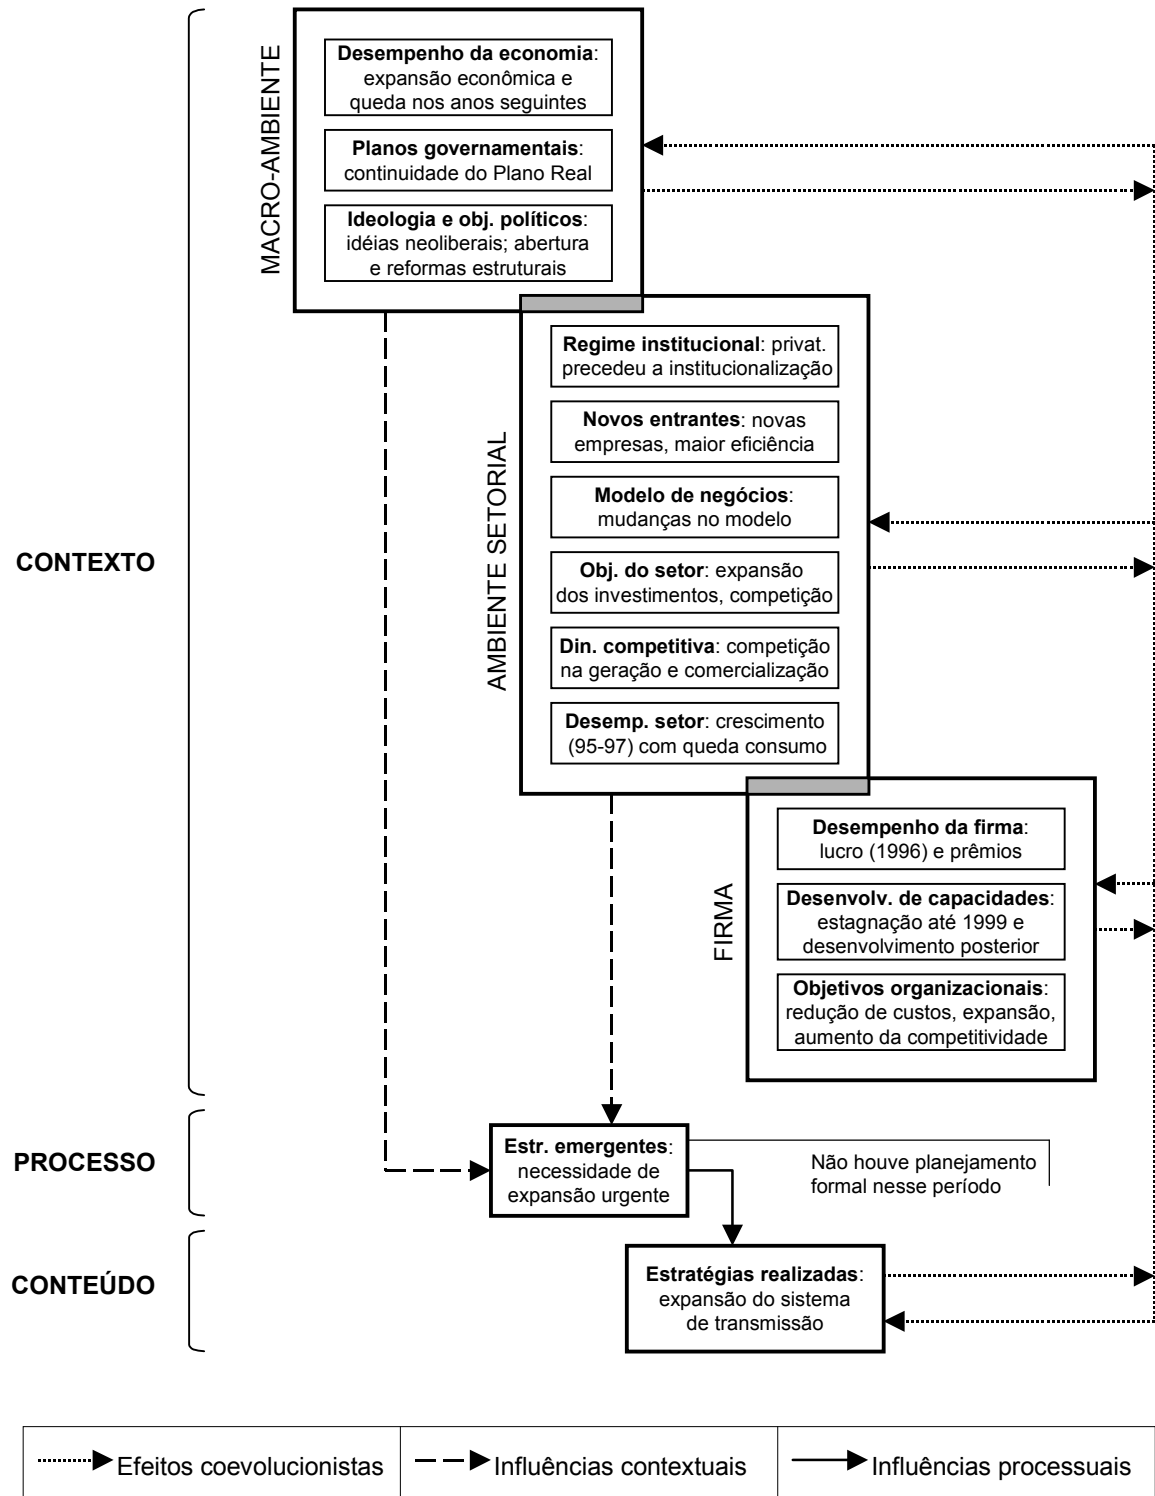 MACRO-AMBIENTE
Desempenho da economia:
expansão econômica e
queda nos anos seguintes
Planos governamentais:
continuidade do Plano Real
Ideologia e obj. políticos:
idéias neoliberais; abertura
e reformas estruturais
CONTEXTO
AMBIENTE SETORIAL
Regime institucional: privat.
precedeu a institucionalização
Novos entrantes: novas
empresas, maior eficiência
Modelo de negócios:
mudanças no modelo
Obj. do setor: expansão
dos investimentos, competição
Din. competitiva: competição
na geração e comercialização
Desemp. setor: crescimento
(95-97) com queda consumo
FIRMA
Desempenho da firma:
lucro (1996) e prêmios
Desenvolv. de capacidades:
estagnação até 1999 e
desenvolvimento posterior
Objetivos organizacionais:
redução de custos, expansão,
aumento da competitividade
PROCESSO
Estr. emergentes:
necessidade de
expansão urgente
Não houve planejamento
formal nesse período
CONTEÚDO
Estratégias realizadas:
expansão do sistema
de transmissão
Efeitos coevolucionistas
Influências contextuais
Influências processuais